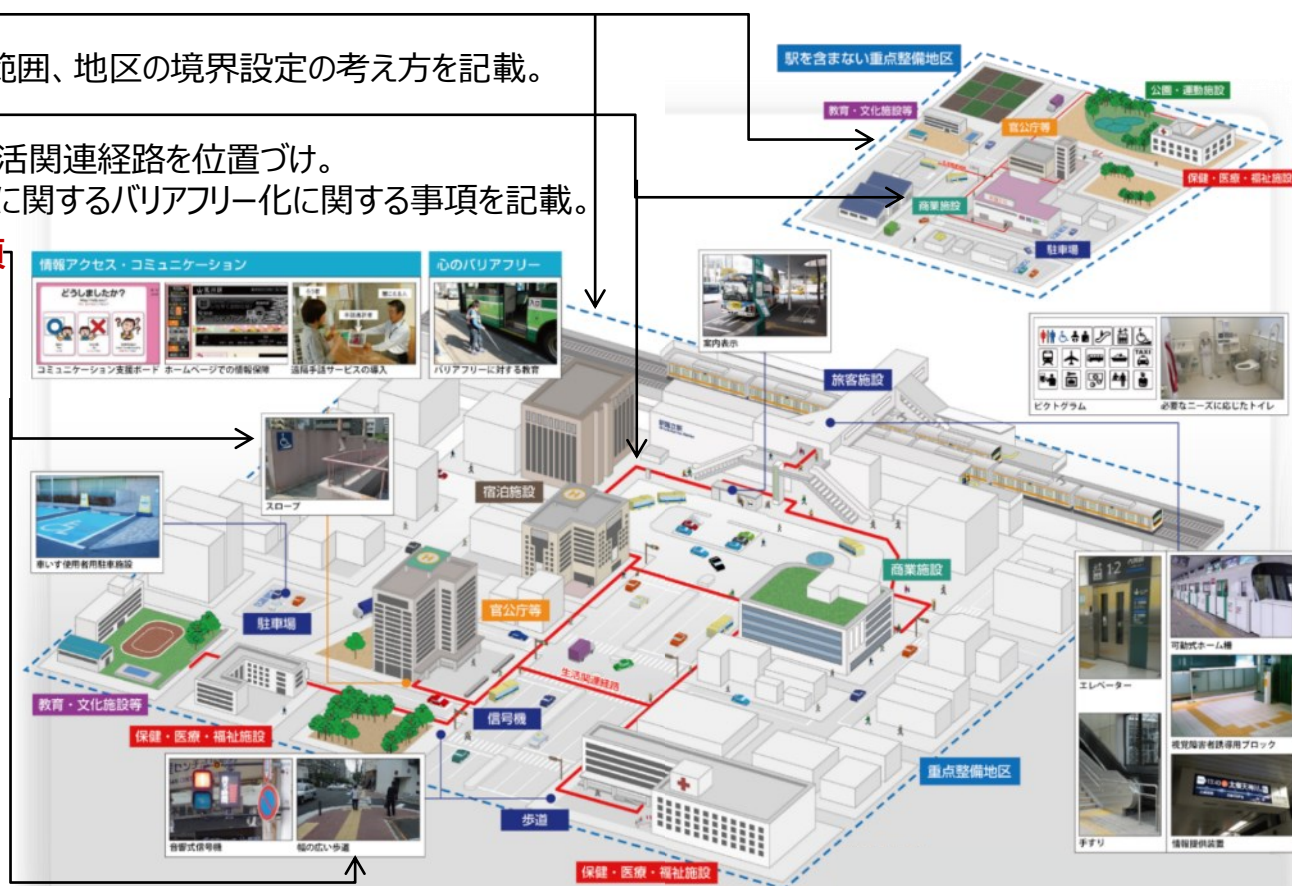 範囲、地区の境界設定の考え方を記載。
活関連経路を位置づけ。
に関するバリアフリー化に関する事項を記載。
駅を含まない重点整備地区
公園・運動施設
教育・文化施設等
官公庁等
保健・医療・福祉施設
商業施設
駐車場
情報アクセス・コミュニケーション
心のバリアフリー
どうしましたか?
コミュニケーション支援ボード
ホームページでの情報保障
遠隔手話サービスの導入
バリアフリーに対する教育
案内表示
旅客施設
TAXI
ピクトグラム
必要なニーズに応じたトイレ
スロープ
宿泊施設
車いす使用者用駐車施設
商業施設
官公庁等
駐車場
1·2
可動式ホーム柵
エレベーター
生活関連経路
教育・文化施設等
信号機
保健・医療・福祉施設
視覚障害者誘導用ブロック
重点整備地区
歩道
音響式信号機
幅の広い歩道
手すり
情報提供装置
保健・医療・福祉施設